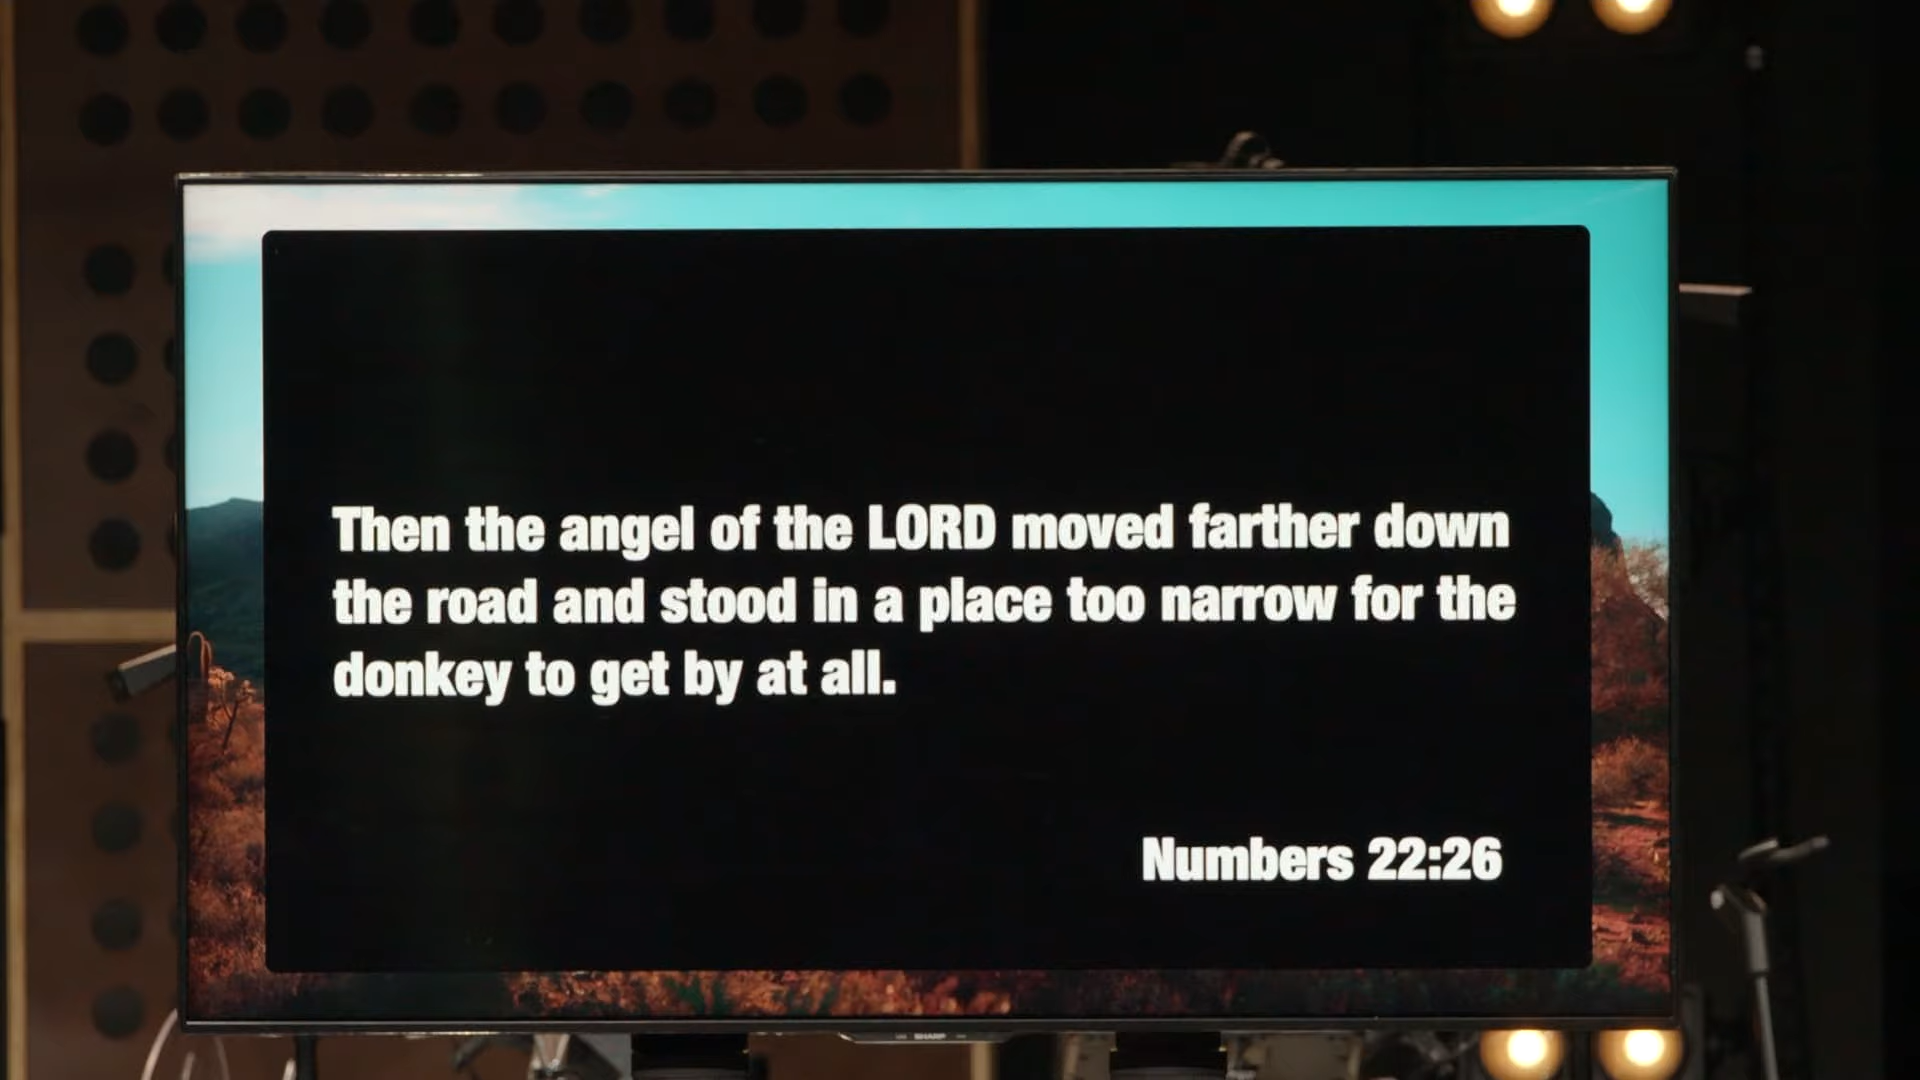 Then the angel of the LORD moved farther down
the road and stood in a place too narrow for the
donkey to get by at all.
Numbers 22:26
SHARP